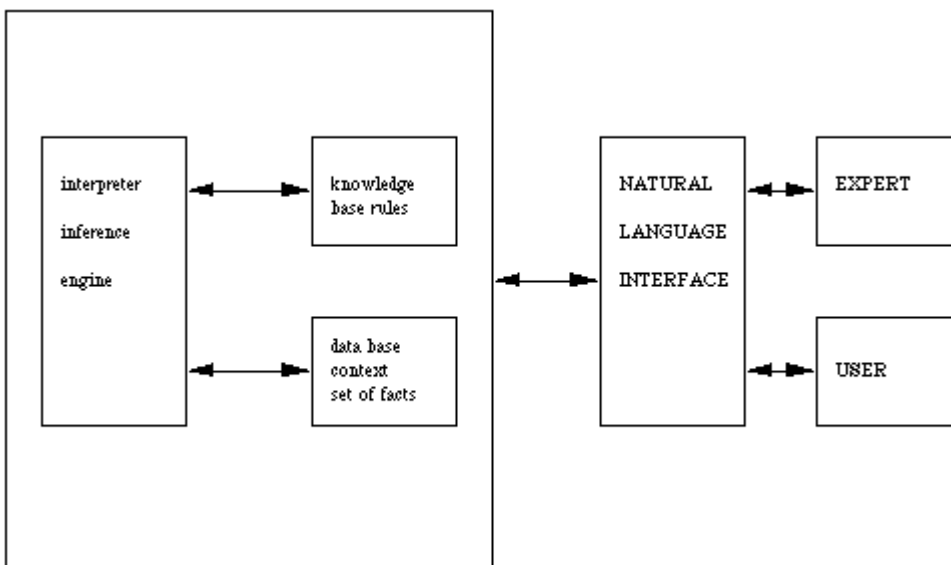 interpreter
inference
engine
knowledge
base rules
data base
context
set of facts
NATURAL
LANGUAGE
INTERFACE
EXPERT
USER